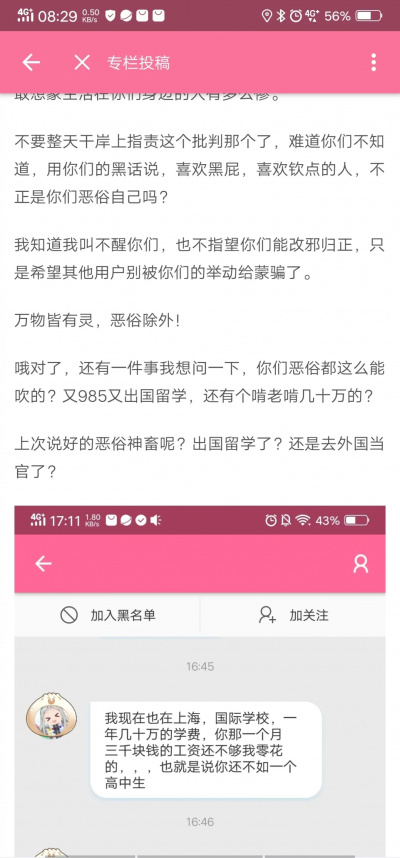 4G+ 08:29 0.50 KB/s 4G+ 56%
专栏投稿
敢想象生活在你们身边的人有多么惨。
不要整天干岸上指责这个批判那个了，难道你们不知
道，用你们的黑话说，喜欢黑屁，喜欢钦点的人，不
正是你们恶俗自己吗？
我知道我叫不醒你们，也不指望你们能改邪归正，只
是希望其他用户别被你们的举动给蒙骗了。
万物皆有灵，恶俗除外！
哦对了，还有一件事我想问一下，你们恶俗都这么能
吹的？又985又出国留学，还有个啃老啃几十万的？
上次说好的恶俗神畜呢？出国留学了？还是去外国当
官了？
4G+ 17:11 1.80 KB/s 43%
加入黑名单 加关注
16:45
我现在也在上海，国际学校，一
年几十万的学费，你那一个月
三千块钱的工资还不够我零花
的，，，也就是说你还不如一个
高中生
16:46